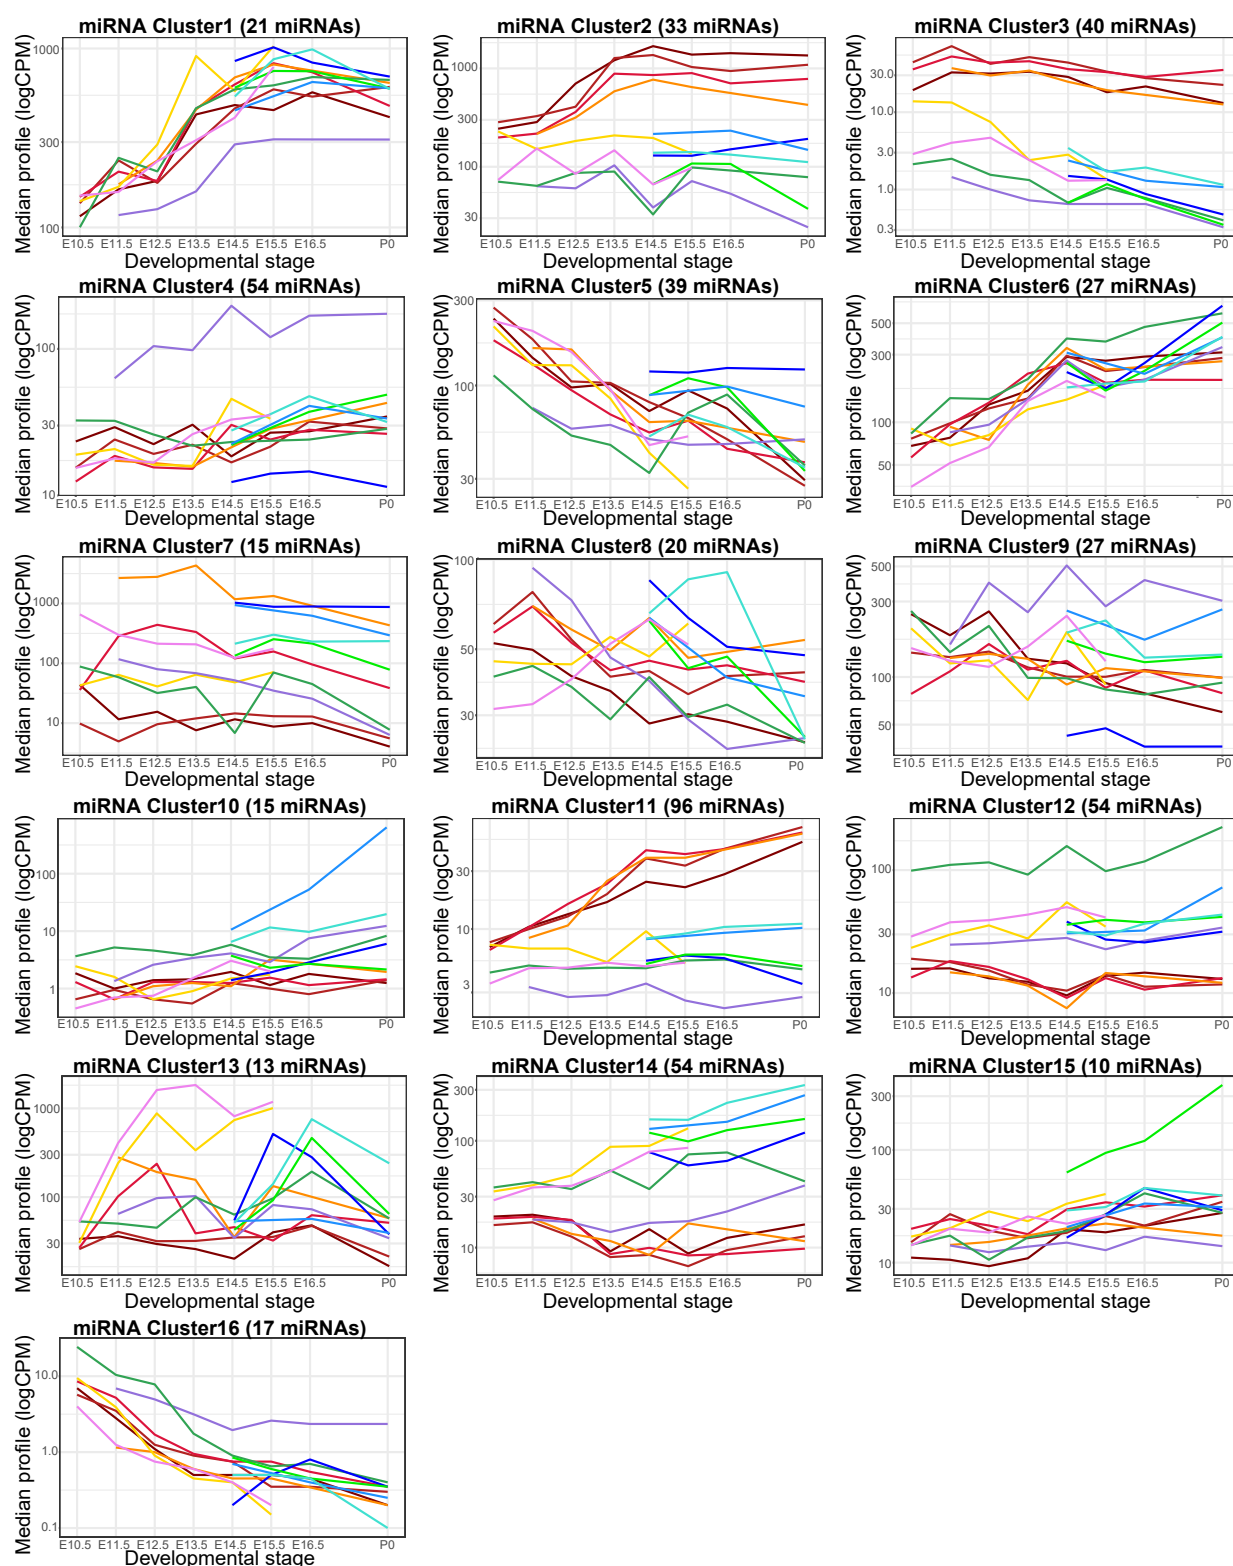 miRNA Cluster1 (21 miRNAs)
Median profile (logCPM)
1000
300
100
E10.5 E11.5 E12.5 E13.5 E14.5 E15.5 E16.5 P0
Developmental stage
miRNA Cluster2 (33 miRNAs)
Median profile (logCPM)
1000
300
100
30
E10.5 E11.5 E12.5 E13.5 E14.5 E15.5 E16.5 P0
Developmental stage
miRNA Cluster3 (40 miRNAs)
Median profile (logCPM)
30.0
10.0
3.0
1.0
0.3
E10.5 E11.5 E12.5 E13.5 E14.5 E15.5 E16.5 P0
Developmental stage
miRNA Cluster4 (54 miRNAs)
Median profile (logCPM)
100
30
10
E10.5 E11.5 E12.5 E13.5 E14.5 E15.5 E16.5 P0
Developmental stage
miRNA Cluster5 (39 miRNAs)
Median profile (logCPM)
300
100
30
E10.5 E11.5 E12.5 E13.5 E14.5 E15.5 E16.5 P0
Developmental stage
miRNA Cluster6 (27 miRNAs)
Median profile (logCPM)
500
300
100
50
E10.5 E11.5 E12.5 E13.5 E14.5 E15.5 E16.5 P0
Developmental stage
miRNA Cluster7 (15 miRNAs)
Median profile (logCPM)
1000
100
10
E10.5 E11.5 E12.5 E13.5 E14.5 E15.5 E16.5 P0
Developmental stage
miRNA Cluster8 (20 miRNAs)
Median profile (logCPM)
100
50
30
E10.5 E11.5 E12.5 E13.5 E14.5 E15.5 E16.5 P0
Developmental stage
miRNA Cluster9 (27 miRNAs)
Median profile (logCPM)
500
300
100
50
E10.5 E11.5 E12.5 E13.5 E14.5 E15.5 E16.5 P0
Developmental stage
miRNA Cluster10 (15 miRNAs)
Median profile (logCPM)
100
10
1
E10.5 E11.5 E12.5 E13.5 E14.5 E15.5 E16.5 P0
Developmental stage
miRNA Cluster11 (96 miRNAs)
Median profile (logCPM)
30
10
3
E10.5 E11.5 E12.5 E13.5 E14.5 E15.5 E16.5 P0
Developmental stage
miRNA Cluster12 (54 miRNAs)
Median profile (logCPM)
100
30
10
E10.5 E11.5 E12.5 E13.5 E14.5 E15.5 E16.5 P0
Developmental stage
miRNA Cluster13 (13 miRNAs)
Median profile (logCPM)
1000
300
100
30
E10.5 E11.5 E12.5 E13.5 E14.5 E15.5 E16.5 P0
Developmental stage
miRNA Cluster14 (54 miRNAs)
Median profile (logCPM)
300
100
30
10
E10.5 E11.5 E12.5 E13.5 E14.5 E15.5 E16.5 P0
Developmental stage
miRNA Cluster15 (10 miRNAs)
Median profile (logCPM)
300
100
30
10
E10.5 E11.5 E12.5 E13.5 E14.5 E15.5 E16.5 P0
Developmental stage
miRNA Cluster16 (17 miRNAs)
Median profile (logCPM)
10.0
1.0
0.1
E10.5 E11.5 E12.5 E13.5 E14.5 E15.5 E16.5 P0
Developmental stage